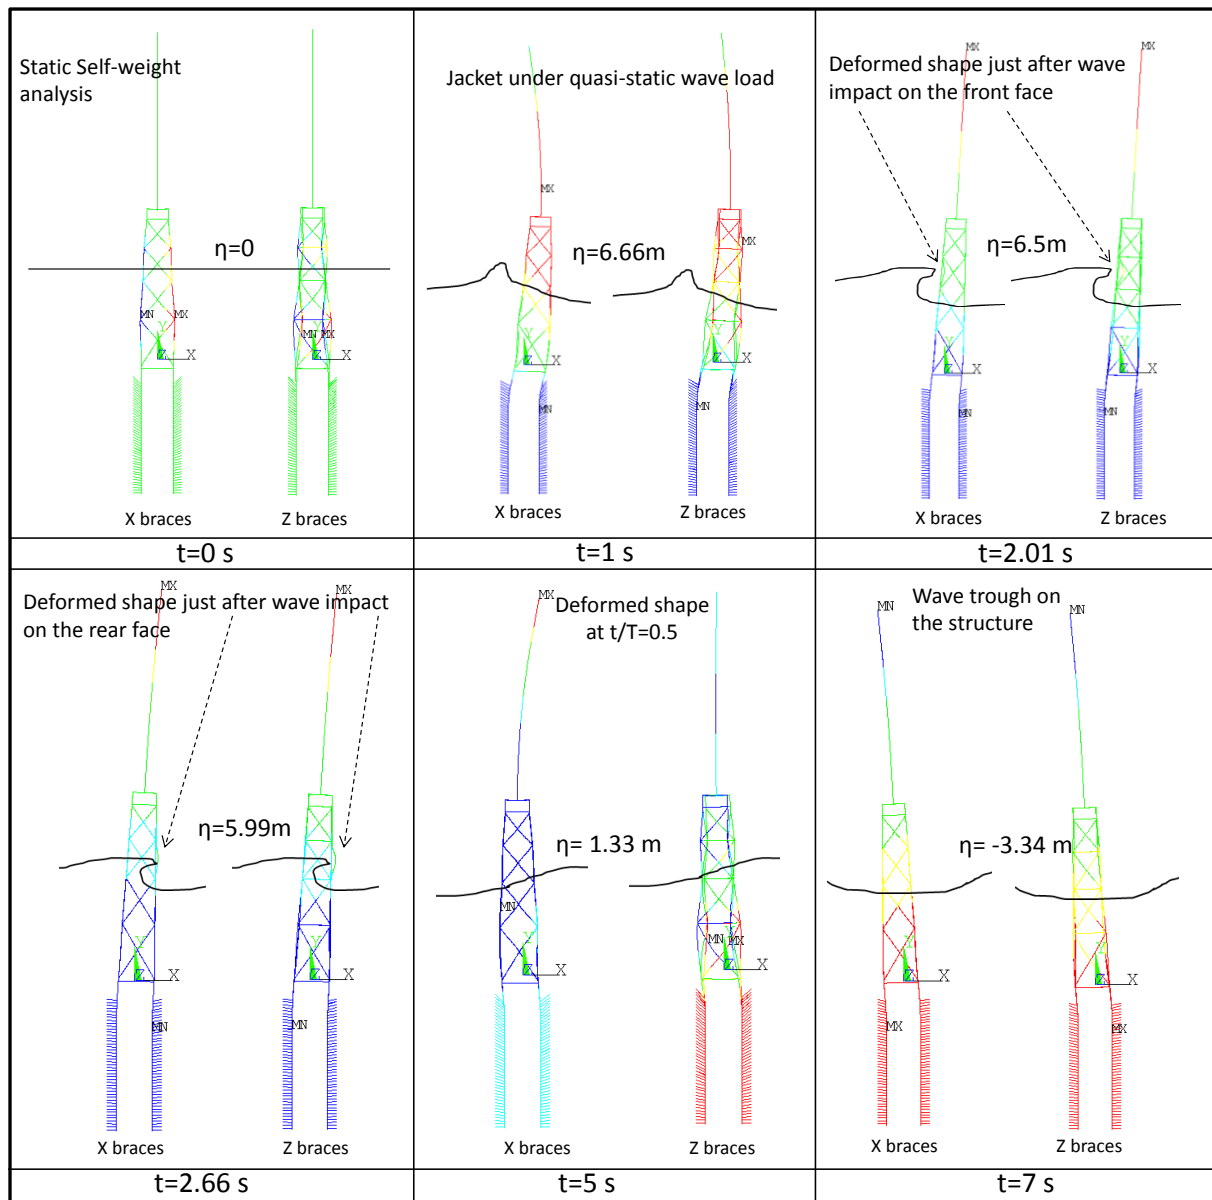 Static Self-weight
analysis
η=0
MN
MX
MN
MX
Y
Z
X
Y
Z
X
X braces
Z braces
t=0 s
Jacket under quasi-static wave load
MX
MX
η=6.66m
Y
Z
X
Y
Z
X
MN
MN
X braces
Z braces
t=1 s
MX
MX
Deformed shape just after wave
impact on the front face
η=6.5m
Y
Z
X
Y
Z
X
MN
MN
X braces
Z braces
t=2.01 s
MX
MX
Deformed shape just after wave impact
on the rear face
η=5.99m
Y
Z
X
Y
Z
X
MN
MN
X braces
Z braces
t=2.66 s
MX
Deformed shape
at t/T=0.5
η= 1.33 m
MN
MN
MX
Y
Z
X
Y
Z
X
X braces
Z braces
t=5 s
Wave trough on
the structure
MN
MN
η= -3.34 m
Y
Z
X
Y
Z
X
MX
MX
X braces
Z braces
t=7 s